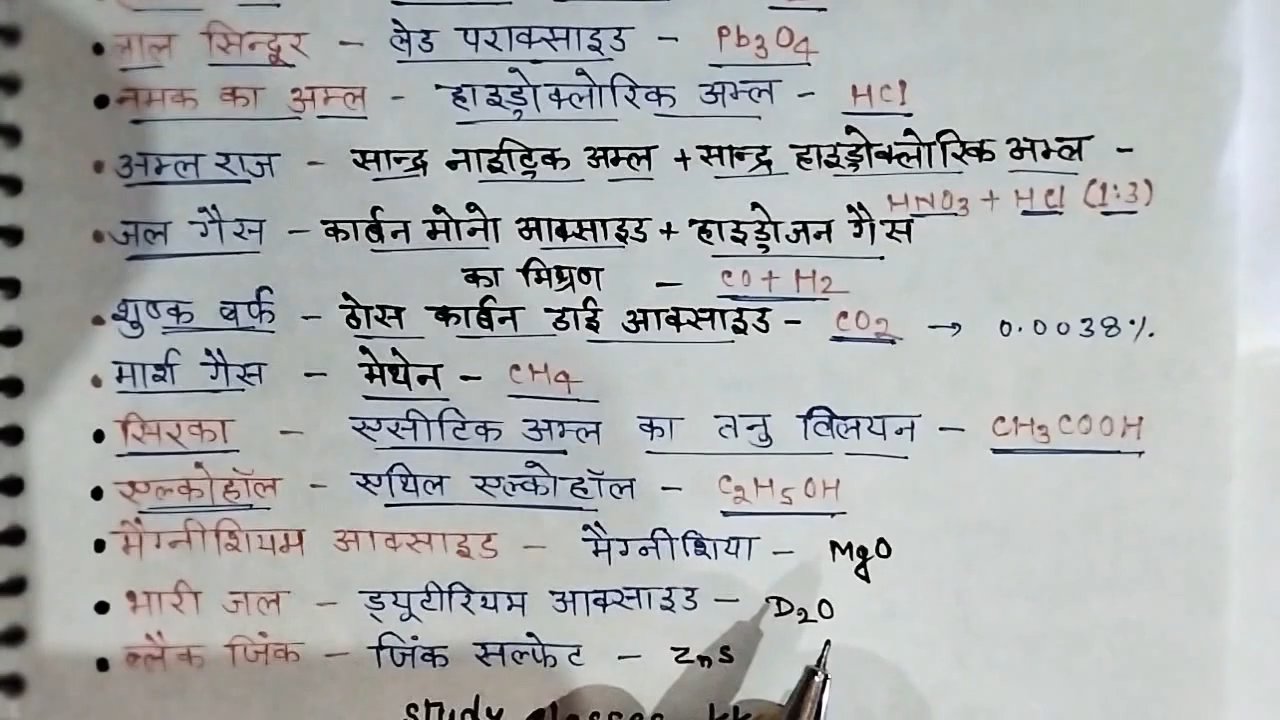 • लाल सिन्दूर - लेड पराक्साइड - Pb3O4
• नमक का अम्ल - हाइड्रोक्लोरिक अम्ल - HCl
• अम्ल राज - सान्द्र नाइट्रिक अम्ल + सान्द्र हाइड्रोक्लोरिक अम्ल -
HNO3 + HCl (1:3)
• जल गैस - कार्बन मोनो आक्साइड + हाइड्रोजन गैस
का मिश्रण - CO + H2
• शुष्क बर्फ - ठोस कार्बन डाई आक्साइड - CO2 → 0.0038%
• मार्श गैस - मेथेन - CH4
• सिरका - एसीटिक अम्ल का तनु विलयन - CH3COOH
• एल्कोहॉल - एथिल एल्कोहॉल - C2H5OH
• मैग्नीशियम आक्साइड - मैग्नीशिया - MgO
• भारी जल - ड्यूटीरियम आक्साइड - D2O
• ब्लैक जिंक - जिंक सल्फेट - ZnS
study classes